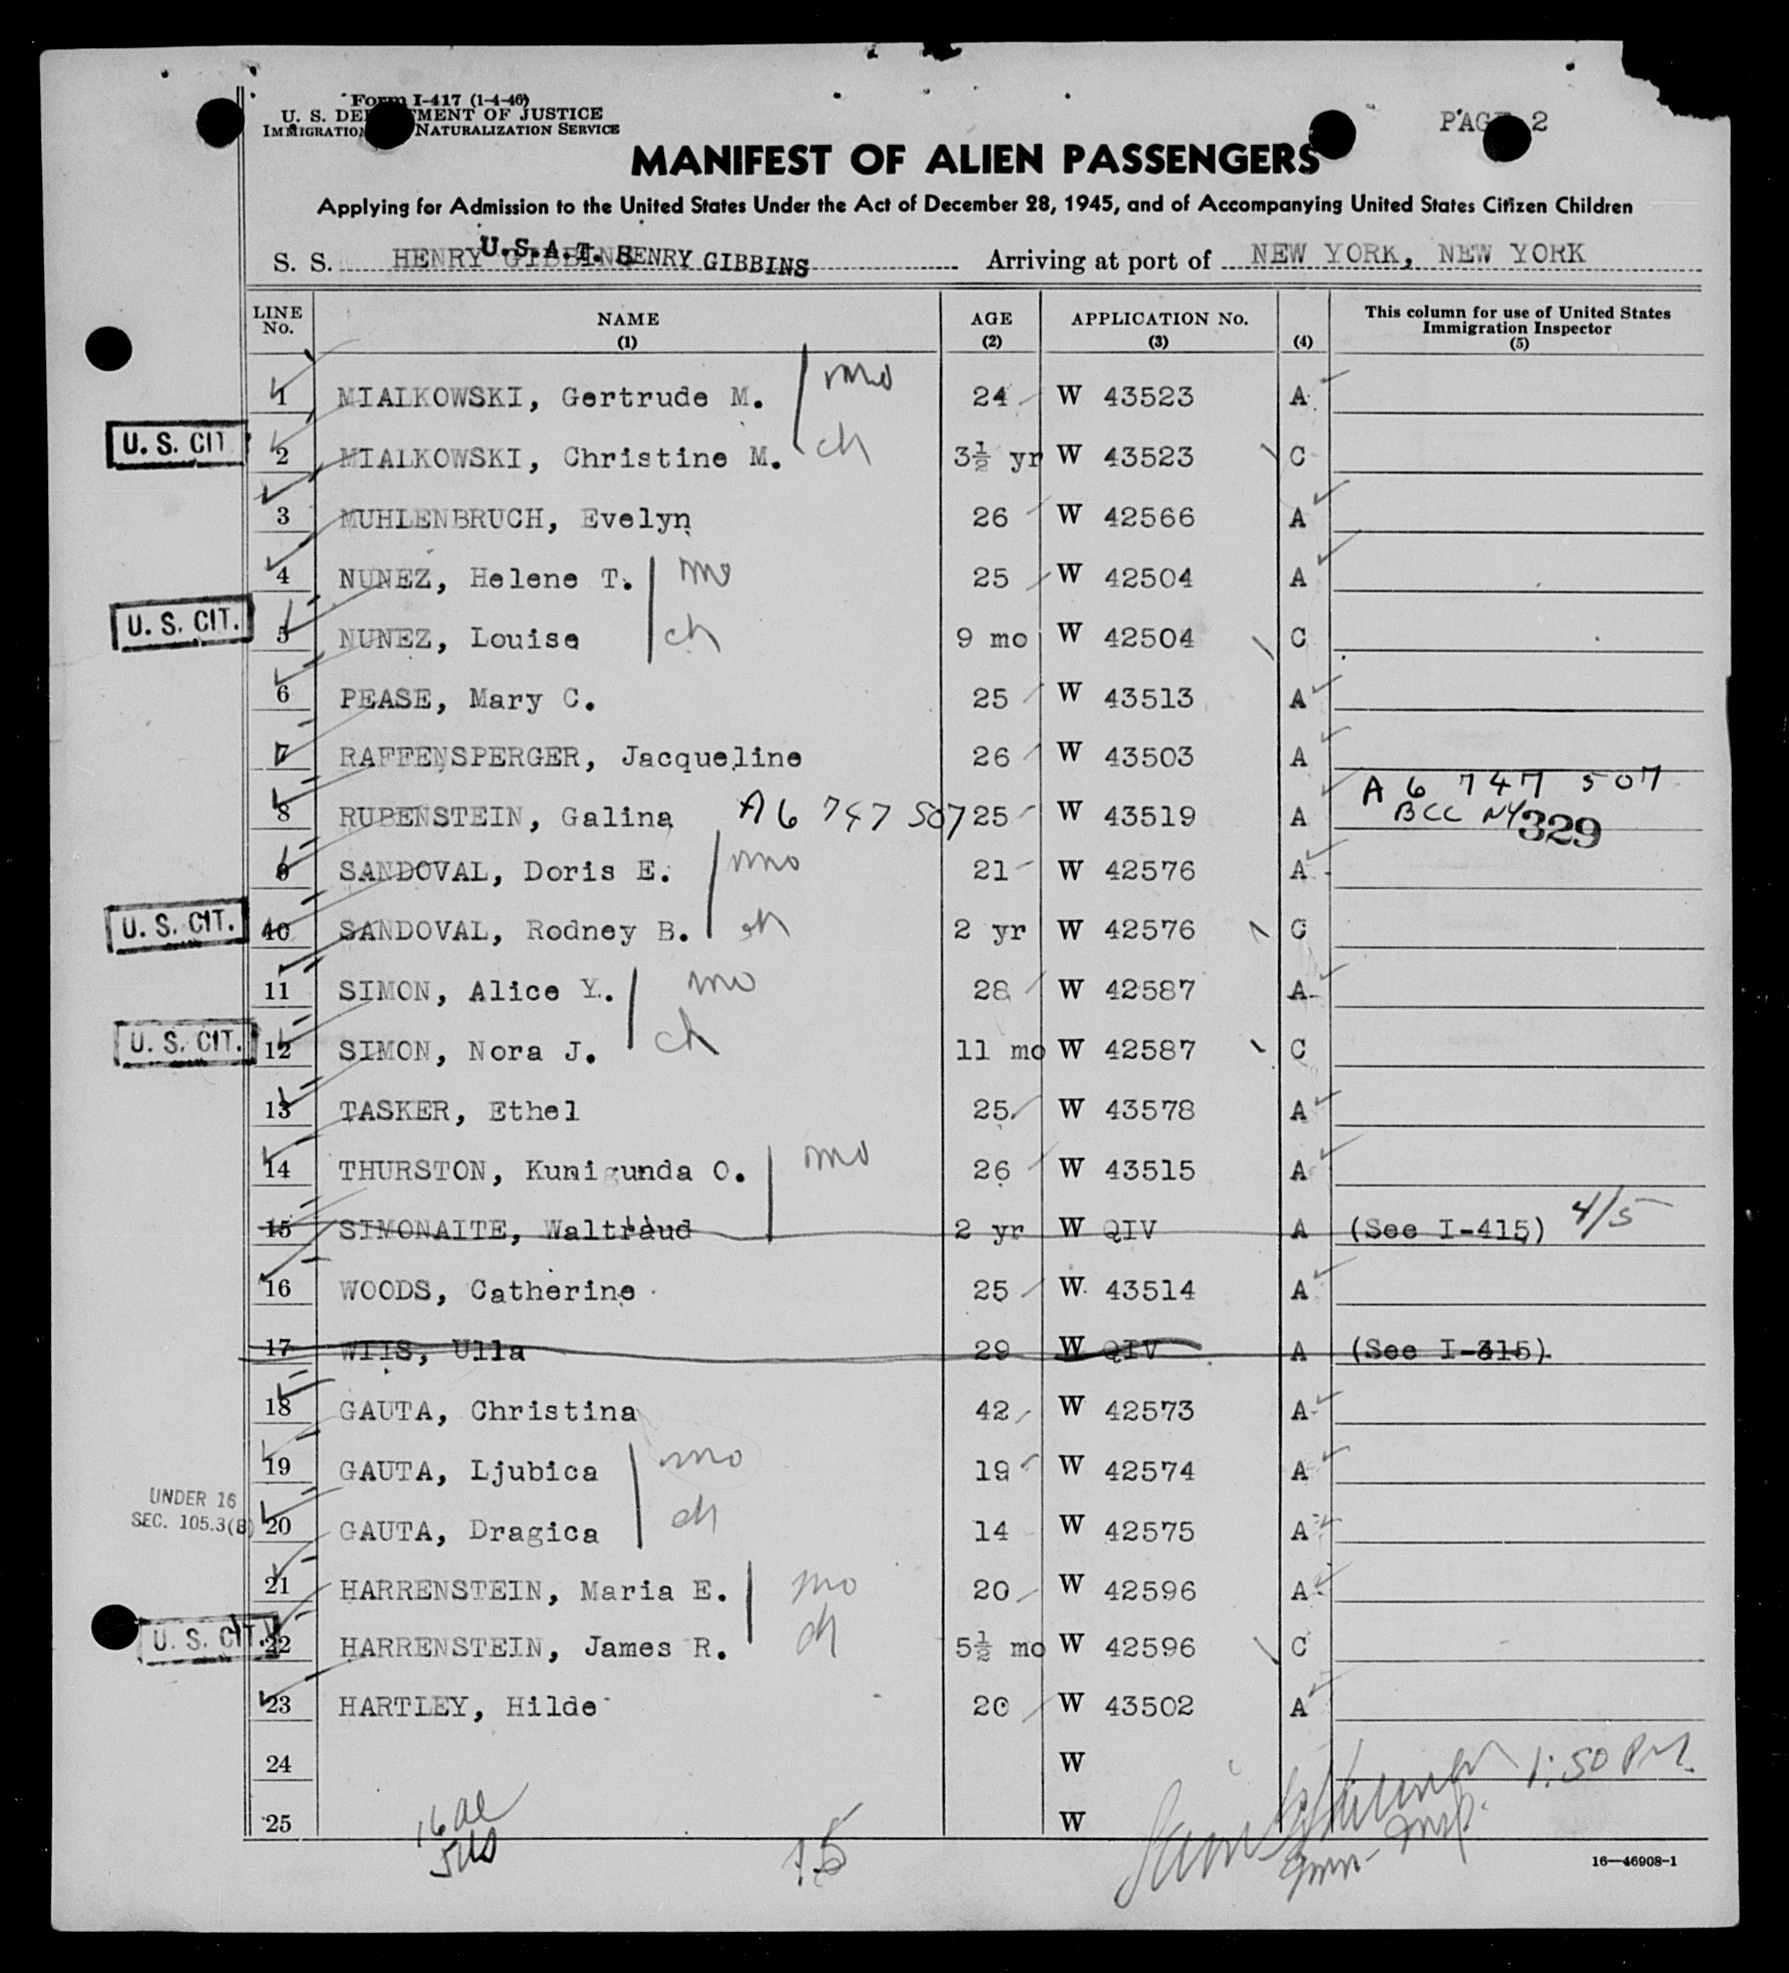 Form I-417 (1-4-46)
U. S. DEPARTMENT OF JUSTICE
IMMIGRATION NATURALIZATION SERVICE
PAGE 2
MANIFEST OF ALIEN PASSENGERS
Applying for Admission to the United States Under the Act of December 28, 1945, and of Accompanying United States Citizen Children
S. S. HENRY GIBBINS U.S.A.T. HENRY GIBBINS Arriving at port of NEW YORK, NEW YORK
LINE No. NAME (1) AGE (2) APPLICATION No. (3) (4) This column for use of United States Immigration Inspector (5)
1 MIALKOWSKI, Gertrude M. mo 24 W 43523 A
U. S. CIT 2 MIALKOWSKI, Christine M. ch 3½ yr W 43523 C
3 MUHLENBRUCH, Evelyn 26 W 42566 A
4 NUNEZ, Helene T. mo 25 W 42504 A
U. S. CIT. 5 NUNEZ, Louise ch 9 mo W 42504 C
6 PEASE, Mary C. 25 W 43513 A
7 RAFFENSPERGER, Jacqueline 26 W 43503 A
8 RUBENSTEIN, Galina A6 747 507 25 W 43519 A A 6 747 507 BCC NY 329
9 SANDOVAL, Doris E. mo 21 W 42576 A
U. S. CIT. 10 SANDOVAL, Rodney B. ch 2 yr W 42576 C
11 SIMON, Alice Y. mo 28 W 42587 A
U. S. CIT. 12 SIMON, Nora J. ch 11 mo W 42587 C
13 TASKER, Ethel 25 W 43578 A
14 THURSTON, Kunigunda O. mo 26 W 43515 A
15 SIMONAITE, Waltraud 2 yr W QIV A (See I-415) 4/5
16 WOODS, Catherine 25 W 43514 A
17 WIIS, Ulla 29 W QIV A (See I-315)
18 GAUTA, Christina 42 W 42573 A
19 GAUTA, Ljubica mo 19 W 42574 A
UNDER 16 SEC. 105.3(B) 20 GAUTA, Dragica ch 14 W 42575 A
21 HARRENSTEIN, Maria E. mo 20 W 42596 A
U. S. CIT. 22 HARRENSTEIN, James R. ch 5½ mo W 42596 C
23 HARTLEY, Hilde 20 W 43502 A
24 W 1:50 PM.
25 W
16 al
5 US
15
Imm. Insp.
16—46908-1